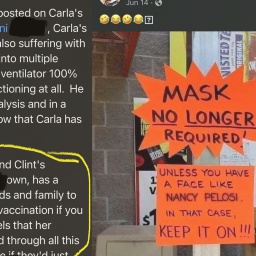 posted on Carla's
, Carla's
also suffering with
into multiple
ventilator 100%
ctioning at all. He
alysis and in a
ow that Carla has
nd Clint's
own, has a
ds and family to
vaccination if you
els that her
d through all this
if they'd just
Jun 14
MASK
NO LONGER
REQUIRED!
UNLESS YOU HAVE
A FACE LIKE
NANCY PELOSI.
IN THAT CASE,
KEEP IT ON!!!